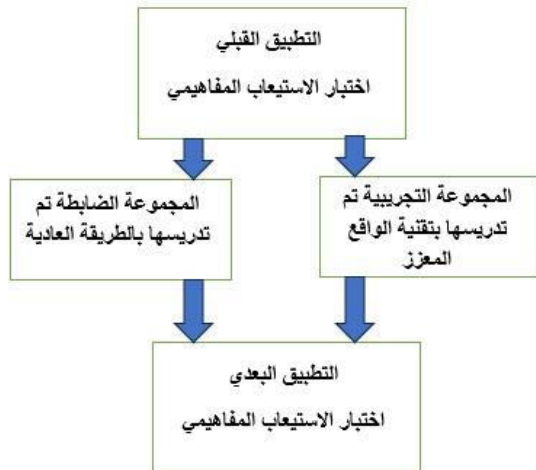 التطبيق القبلي
اختبار الاستيعاب المفاهيمي
المجموعة التجريبية تم
تدريسها بتقنية الواقع
المعزز
المجموعة الضابطة تم
تدريسها بالطريقة العادية
التطبيق البعدي
اختبار الاستيعاب المفاهيمي